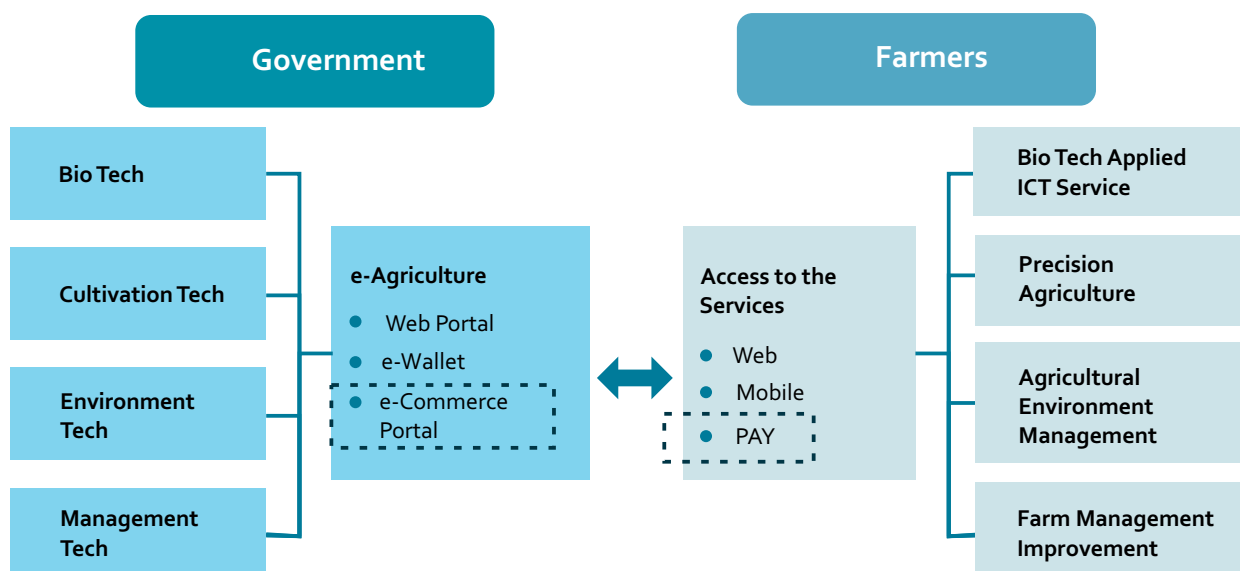 Government
Farmers
Bio Tech
Cultivation Tech
Environment
Tech
Management
Tech
e-Agriculture
Web Portal
e-Wallet
e-Commerce
Portal
Access to the
Services
Web
Mobile
PAY
Bio Tech Applied
ICT Service
Precision
Agriculture
Agricultural
Environment
Management
Farm Management
Improvement